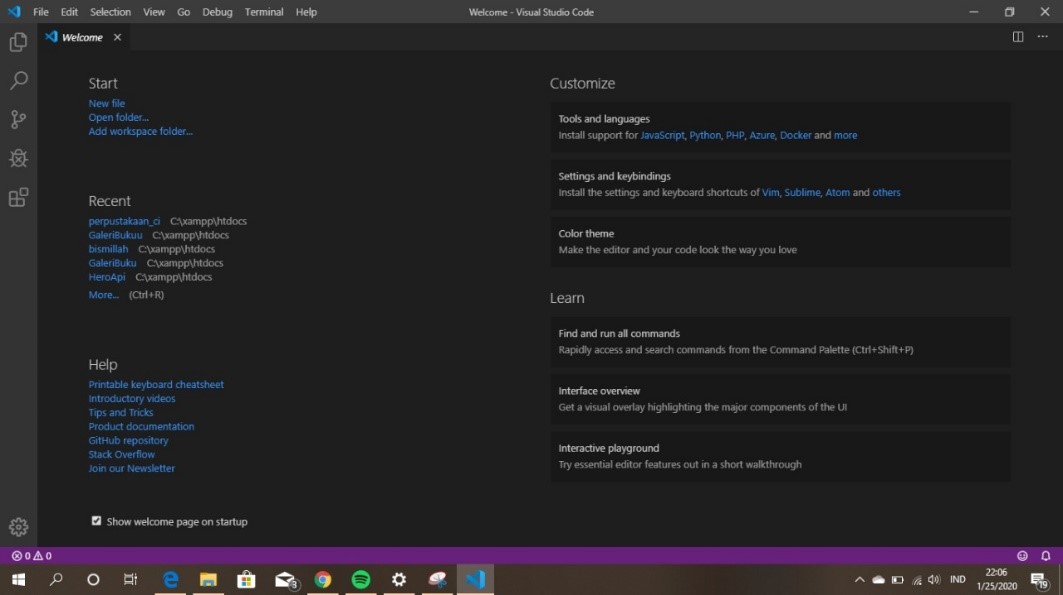 File Edit Selection View Go Debug Terminal Help
Welcome - Visual Studio Code
Welcome
Start
New file
Open folder...
Add workspace folder...
Recent
perpustakaan_ci C:\xampp\htdocs
GaleriBukuu C:\xampp\htdocs
bismillah C:\xampp\htdocs
GaleriBuku C:\xampp\htdocs
HeroApi C:\xampp\htdocs
More... (Ctrl+R)
Help
Printable keyboard cheatsheet
Introductory videos
Tips and Tricks
Product documentation
GitHub repository
Stack Overflow
Join our Newsletter
Show welcome page on startup
Customize
Tools and languages
Install support for JavaScript, Python, PHP, Azure, Docker and more
Settings and keybindings
Install the settings and keyboard shortcuts of Vim, Sublime, Atom and others
Color theme
Make the editor and your code look the way you love
Learn
Find and run all commands
Rapidly access and search commands from the Command Palette (Ctrl+Shift+P)
Interface overview
Get a visual overlay highlighting the major components of the UI
Interactive playground
Try essential editor features out in a short walkthrough
0 0
3
IND
22:06
1/25/2020
19